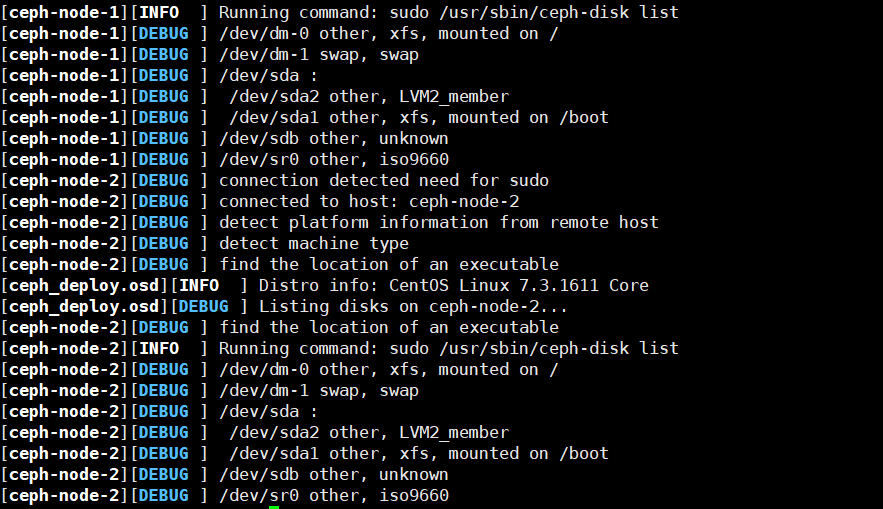 [ceph-node-1][INFO  ] Running command: sudo /usr/sbin/ceph-disk list
[ceph-node-1][DEBUG ] /dev/dm-0 other, xfs, mounted on /
[ceph-node-1][DEBUG ] /dev/dm-1 swap, swap
[ceph-node-1][DEBUG ] /dev/sda :
[ceph-node-1][DEBUG ]  /dev/sda2 other, LVM2_member
[ceph-node-1][DEBUG ]  /dev/sda1 other, xfs, mounted on /boot
[ceph-node-1][DEBUG ] /dev/sdb other, unknown
[ceph-node-1][DEBUG ] /dev/sr0 other, iso9660
[ceph-node-2][DEBUG ] connection detected need for sudo
[ceph-node-2][DEBUG ] connected to host: ceph-node-2
[ceph-node-2][DEBUG ] detect platform information from remote host
[ceph-node-2][DEBUG ] detect machine type
[ceph-node-2][DEBUG ] find the location of an executable
[ceph_deploy.osd][INFO  ] Distro info: CentOS Linux 7.3.1611 Core
[ceph_deploy.osd][DEBUG ] Listing disks on ceph-node-2...
[ceph-node-2][DEBUG ] find the location of an executable
[ceph-node-2][INFO  ] Running command: sudo /usr/sbin/ceph-disk list
[ceph-node-2][DEBUG ] /dev/dm-0 other, xfs, mounted on /
[ceph-node-2][DEBUG ] /dev/dm-1 swap, swap
[ceph-node-2][DEBUG ] /dev/sda :
[ceph-node-2][DEBUG ]  /dev/sda2 other, LVM2_member
[ceph-node-2][DEBUG ]  /dev/sda1 other, xfs, mounted on /boot
[ceph-node-2][DEBUG ] /dev/sdb other, unknown
[ceph-node-2][DEBUG ] /dev/sr0 other, iso9660